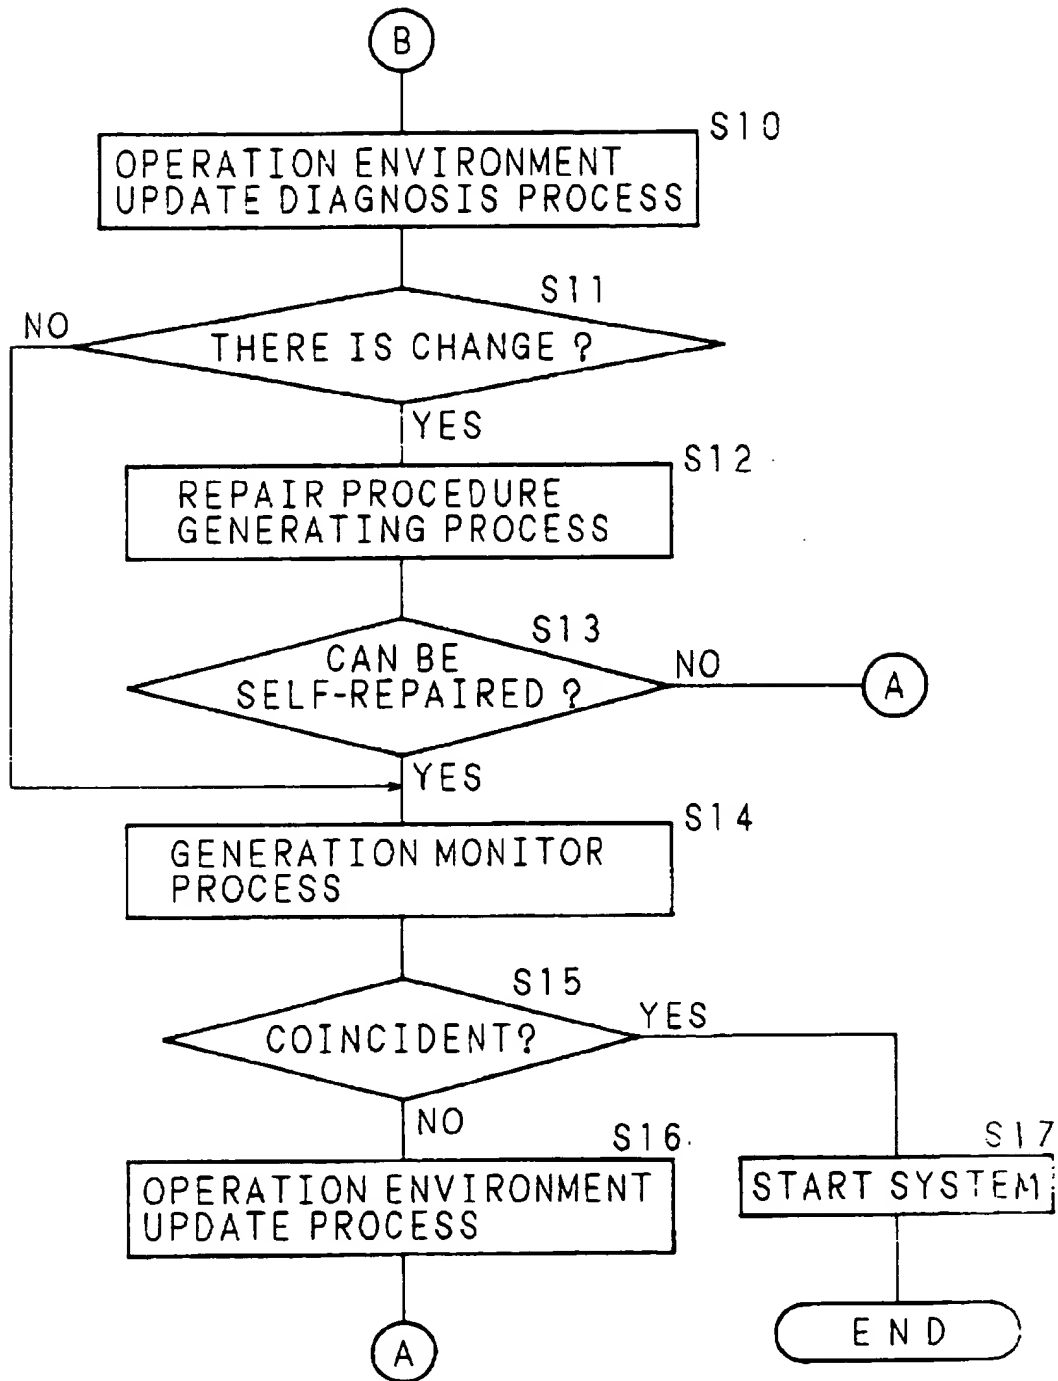 B
S10
OPERATION ENVIRONMENT
UPDATE DIAGNOSIS PROCESS
S11
NO
THERE IS CHANGE ?
YES
S12
REPAIR PROCEDURE
GENERATING PROCESS
S13
CAN BE
SELF-REPAIRED ?
NO
A
YES
S14
GENERATION MONITOR
PROCESS
S15
COINCIDENT?
YES
NO
S16
S17
OPERATION ENVIRONMENT
UPDATE PROCESS
START SYSTEM
END
A